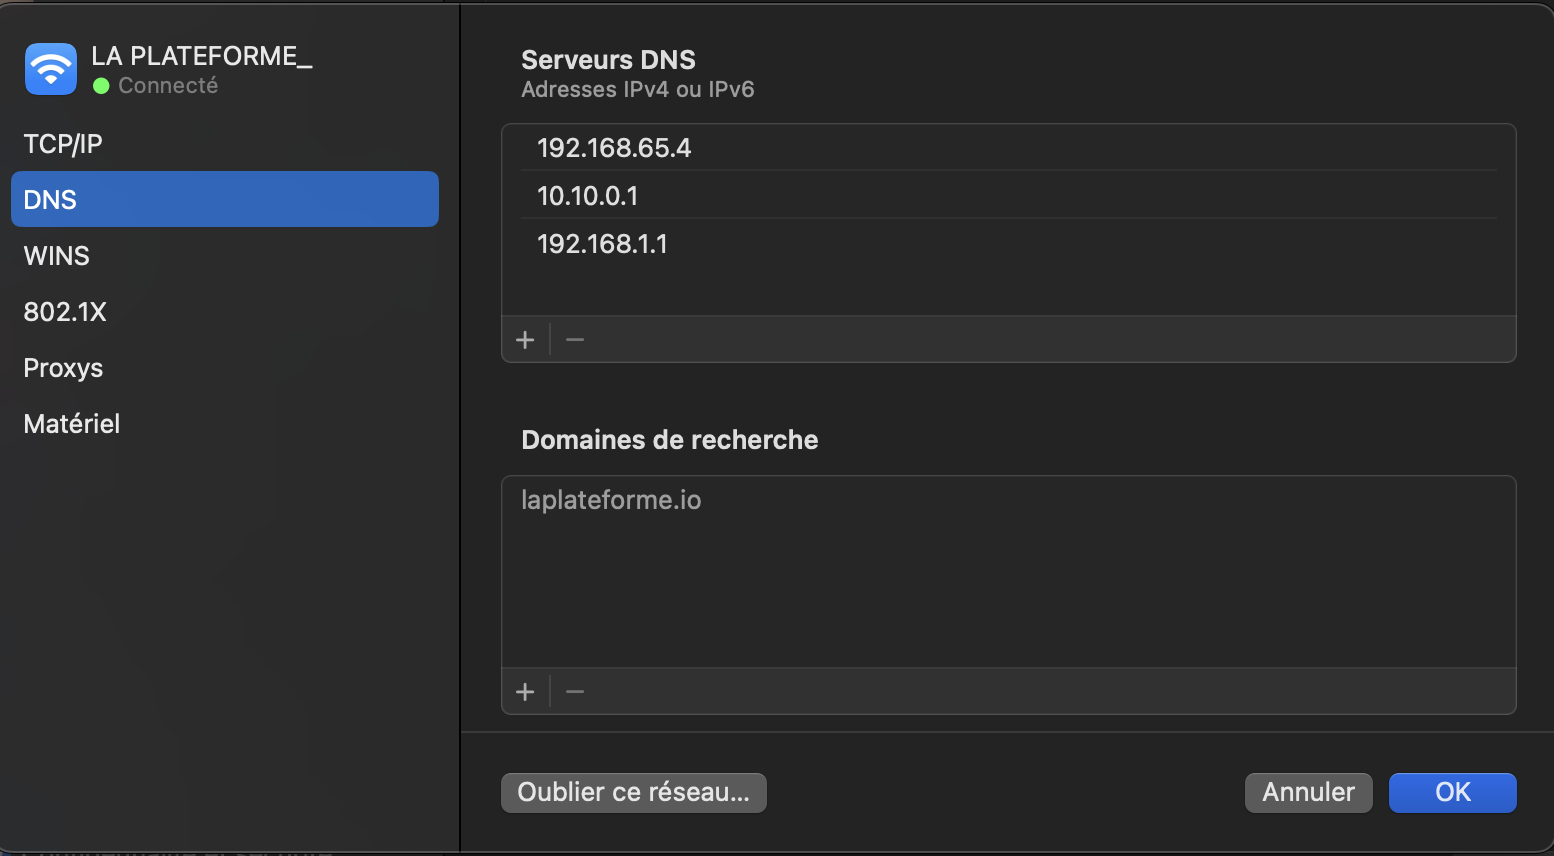 LA PLATEFORME_
Connecté
TCP/IP
DNS
WINS
802.1X
Proxys
Matériel
Serveurs DNS
Adresses IPv4 ou IPv6
192.168.65.4
10.10.0.1
192.168.1.1
+ −
Domaines de recherche
laplateforme.io
+ −
Oublier ce réseau...
Annuler
OK